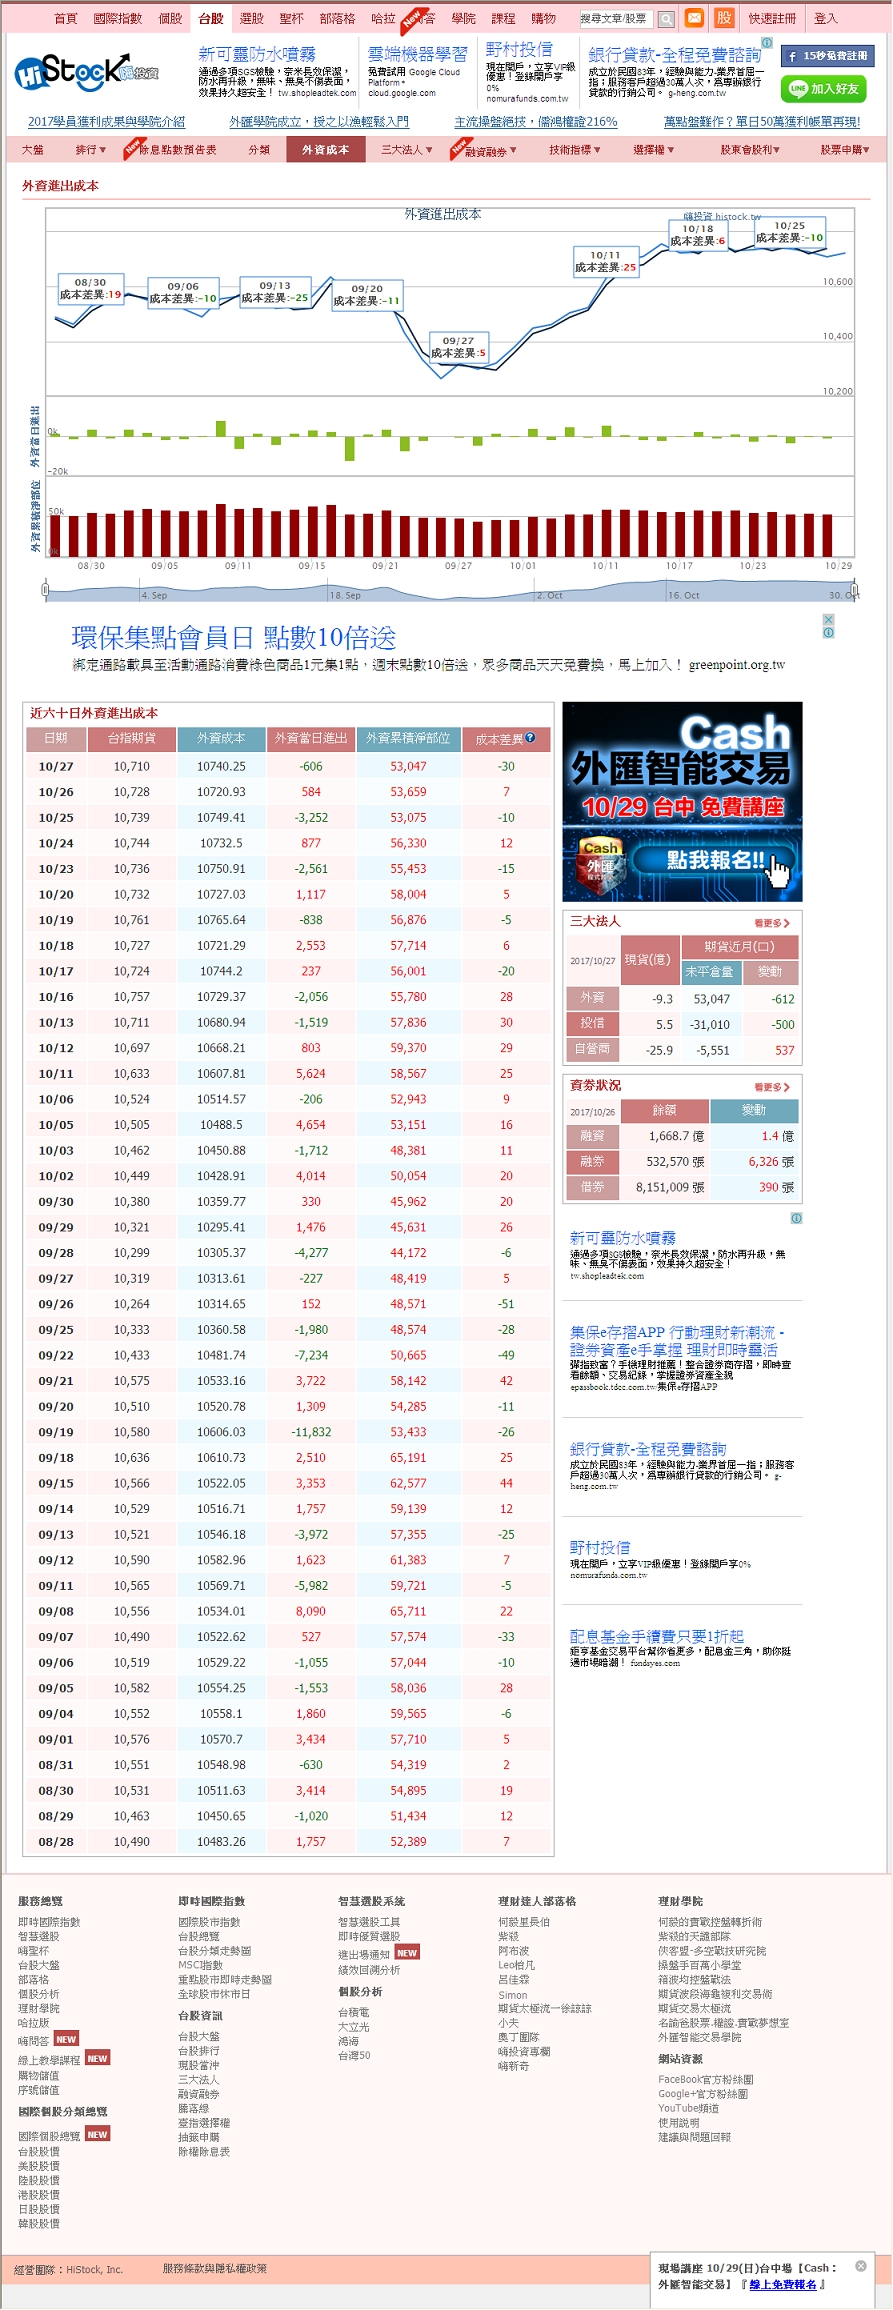 首頁 國際指數 個股 台股 選股 聖杯 部落格 哈拉 New 問答 學院 課程 購物 搜尋文章/股票 股 快速註冊 登入
HiStock 嗨投資
新可靈防水噴霧
通過多項SGS檢驗，奈米長效保潔，
防水再升級，無味、無臭不傷表面，
效果持久超安全！ tw.shopleadtek.com
雲端機器學習
免費試用 Google Cloud
Platform。
cloud.google.com
野村投信
現在開戶，立享VIP級
優惠！登錄開戶享
0%
nomurafunds.com.tw
銀行貸款-全程免費諮詢
成立於民國83年，經驗與能力-業界首屈一
指；服務客戶超過30萬人次，為專辦銀行
貸款的行銷公司。 g-heng.com.tw
f 15秒免費註冊
LINE 加入好友
2017學員獲利成果與學院介紹 外匯學院成立，授之以漁輕鬆入門 主流操盤絕技，儒鴻權證216% 萬點盤難作？單日50萬獲利帳單再現!
大盤 排行▼ New 除息點數預告表 分類 外資成本 三大法人▼ New 融資融券▼ 技術指標▼ 選擇權▼ 股東會股利▼ 股票申購▼
外資進出成本
外資進出成本
嗨投資 histock.tw
08/30
成本差異:19
09/06
成本差異:-10
09/13
成本差異:-25
09/20
成本差異:-11
09/27
成本差異:5
10/11
成本差異:25
10/18
成本差異:6
10/25
成本差異:-10
10,600
10,400
10,200
外資當日進出
0k
-20k
外資累積淨部位
50k
0k
08/30 09/05 09/11 09/15 09/21 09/27 10/01 10/11 10/17 10/23 10/29
4. Sep 18. Sep 2. Oct 16. Oct 30. Oct
環保集點會員日 點數10倍送
綁定通路載具至活動通路消費綠色商品1元集1點，週末點數10倍送，眾多商品天天免費換，馬上加入！ greenpoint.org.tw
近六十日外資進出成本
日期 台指期貨 外資成本 外資當日進出 外資累積淨部位 成本差異
10/27 10,710 10740.25 -606 53,047 -30
10/26 10,728 10720.93 584 53,659 7
10/25 10,739 10749.41 -3,252 53,075 -10
10/24 10,744 10732.5 877 56,330 12
10/23 10,736 10750.91 -2,561 55,453 -15
10/20 10,732 10727.03 1,117 58,004 5
10/19 10,761 10765.64 -838 56,876 -5
10/18 10,727 10721.29 2,553 57,714 6
10/17 10,724 10744.2 237 56,001 -20
10/16 10,757 10729.37 -2,056 55,780 28
10/13 10,711 10680.94 -1,519 57,836 30
10/12 10,697 10668.21 803 59,370 29
10/11 10,633 10607.81 5,624 58,567 25
10/06 10,524 10514.57 -206 52,943 9
10/05 10,505 10488.5 4,654 53,151 16
10/03 10,462 10450.88 -1,712 48,381 11
10/02 10,449 10428.91 4,014 50,054 20
09/30 10,380 10359.77 330 45,962 20
09/29 10,321 10295.41 1,476 45,631 26
09/28 10,299 10305.37 -4,277 44,172 -6
09/27 10,319 10313.61 -227 48,419 5
09/26 10,264 10314.65 152 48,571 -51
09/25 10,333 10360.58 -1,980 48,574 -28
09/22 10,433 10481.74 -7,234 50,665 -49
09/21 10,575 10533.16 3,722 58,142 42
09/20 10,510 10520.78 1,309 54,285 -11
09/19 10,580 10606.03 -11,832 53,433 -26
09/18 10,636 10610.73 2,510 65,191 25
09/15 10,566 10522.05 3,353 62,577 44
09/14 10,529 10516.71 1,757 59,139 12
09/13 10,521 10546.18 -3,972 57,355 -25
09/12 10,590 10582.96 1,623 61,383 7
09/11 10,565 10569.71 -5,982 59,721 -5
09/08 10,556 10534.01 8,090 65,711 22
09/07 10,490 10522.62 527 57,574 -33
09/06 10,519 10529.22 -1,055 57,044 -10
09/05 10,582 10554.25 -1,553 58,036 28
09/04 10,552 10558.1 1,860 59,565 -6
09/01 10,576 10570.7 3,434 57,710 5
08/31 10,551 10548.98 -630 54,319 2
08/30 10,531 10511.63 3,414 54,895 19
08/29 10,463 10450.65 -1,020 51,434 12
08/28 10,490 10483.26 1,757 52,389 7
Cash
外匯智能交易
10/29 台中 免費講座
Cash
外匯
點我報名!!
三大法人 看更多
2017/10/27 現貨(億) 期貨近月(口)
未平倉量 變動
外資 -9.3 53,047 -612
投信 5.5 -31,010 -500
自營商 -25.9 -5,551 537
資券狀況 看更多
2017/10/26 餘額 變動
融資 1,668.7 億 1.4 億
融券 532,570 張 6,326 張
借券 8,151,009 張 390 張
新可靈防水噴霧
通過多項SGS檢驗，奈米長效保潔，防水再升級，無
味、無臭不傷表面，效果持久超安全！
tw.shopleadtek.com
集保e存摺APP 行動理財新潮流 -
證券資產e手掌握 理財即時靈活
彈指致富？手機理財推薦！整合證券商存摺，即時查
看餘額、交易紀錄，掌握證券資產全貌
epassbook.tdcc.com.tw/集保e存摺APP
銀行貸款-全程免費諮詢
成立於民國83年，經驗與能力-業界首屈一指；服務客
戶超過30萬人次，為專辦銀行貸款的行銷公司。 g-
heng.com.tw
野村投信
現在開戶，立享VIP級優惠！登錄開戶享0%
nomurafunds.com.tw
配息基金手續費只要1折起
鉅亨基金交易平台幫你省更多，配息金三角，助你挺
過市場暗潮！ fundsyes.com
服務總覽
即時國際指數
智慧選股
嗨聖杯
台股大盤
部落格
個股分析
理財學院
哈拉版
嗨問答 NEW
線上教學課程 NEW
購物儲值
序號儲值
國際個股分類總覽
國際個股總覽 NEW
台股股價
美股股價
陸股股價
港股股價
日股股價
韓股股價
即時國際指數
國際股市指數
台股總覽
台股分類走勢圖
MSCI指數
重點股市即時走勢圖
全球股市休市日
台股資訊
台股大盤
台股排行
現股當沖
三大法人
融資融券
騰落線
臺指選擇權
抽籤申購
除權除息表
智慧選股系統
智慧選股工具
即時優質選股
進出場通知 NEW
績效回溯分析
個股分析
台積電
大立光
鴻海
台灣50
理財達人部落格
何毅里長伯
紫殺
阿布波
Leo柏凡
呂佳霖
Simon
期貨太極流一徐諒諒
小夫
奧丁團隊
嗨投資專欄
嗨新奇
理財學院
何毅的實戰控盤轉折術
紫殺的天譴部隊
俠客盟-多空戰技研究院
操盤手百萬小學堂
箱波均控盤戰法
期貨波段海龜複利交易術
期貨交易太極流
名諭爸股票-權證-實戰夢想室
外匯智能交易學院
網站資源
FaceBook官方粉絲團
Google+官方粉絲團
YouTube頻道
使用說明
建議與問題回報
經營團隊：HiStock, Inc. 服務條款與隱私權政策
現場講座 10/29(日)台中場【Cash：
外匯智能交易】『 線上免費報名 』